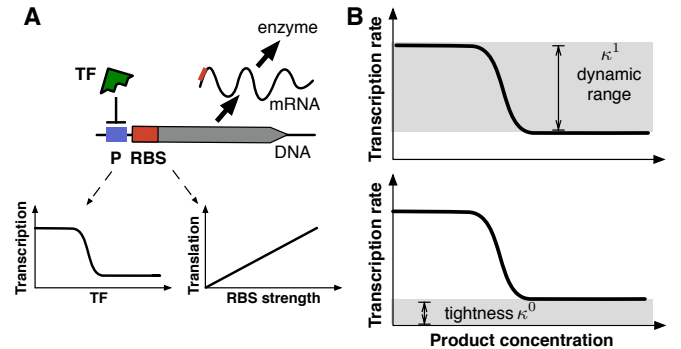 A
enzyme
TF
mRNA
DNA
P RBS
Transcription
TF
Translation
RBS strength
B
Transcription rate
κ¹
dynamic
range
Transcription rate
tightness κ⁰
Product concentration